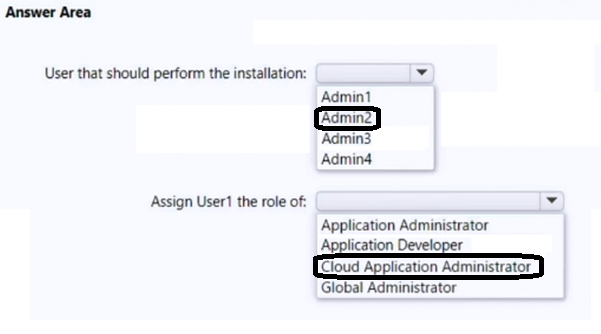 Answer Area
User that should perform the installation:
Admin1
Admin2
Admin3
Admin4
Assign User1 the role of:
Application Administrator
Application Developer
Cloud Application Administrator
Global Administrator